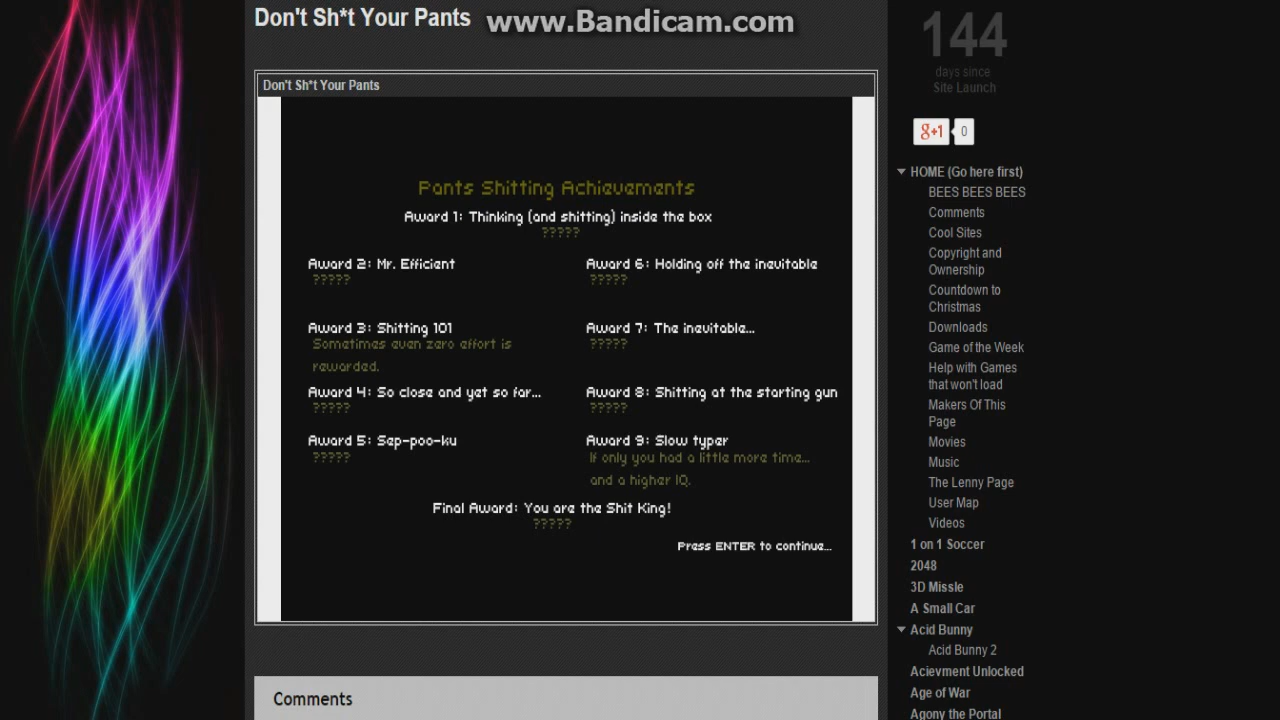 Don't Sh*t Your Pants
www.Bandicam.com
Don't Sh*t Your Pants
Pants Shitting Achievements
Award 1: Thinking (and shitting) inside the box
?????
Award 2: Mr. Efficient
?????
Award 3: Shitting 101
Sometimes even zero effort is
rewarded.
Award 4: So close and yet so far...
?????
Award 5: Sep-poo-ku
?????
Award 6: Holding off the inevitable
?????
Award 7: The inevitable...
?????
Award 8: Shitting at the starting gun
?????
Award 9: Slow typer
If only you had a little more time...
and a higher IQ.
Final Award: You are the Shit King!
?????
Press ENTER to continue...
Comments
144
days since
Site Launch
g+1
0
HOME (Go here first)
BEES BEES BEES
Comments
Cool Sites
Copyright and
Ownership
Countdown to
Christmas
Downloads
Game of the Week
Help with Games
that won't load
Makers Of This
Page
Movies
Music
The Lenny Page
User Map
Videos
1 on 1 Soccer
2048
3D Missle
A Small Car
Acid Bunny
Acid Bunny 2
Acievment Unlocked
Age of War
Agony the Portal